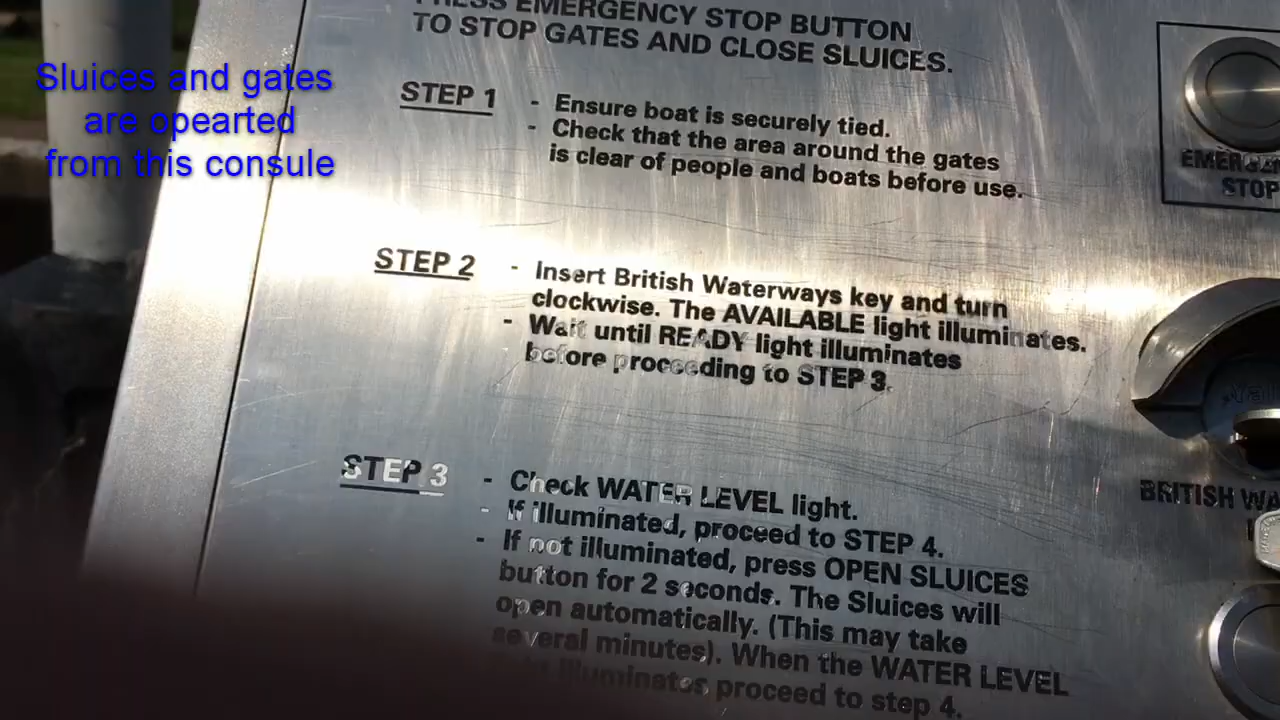 PRESS EMERGENCY STOP BUTTON
TO STOP GATES AND CLOSE SLUICES.
Sluices and gates
are opearted
from this consule
STEP 1 - Ensure boat is securely tied.
- Check that the area around the gates
is clear of people and boats before use.
EMERGENCY
STOP
STEP 2 - Insert British Waterways key and turn
clockwise. The AVAILABLE light illuminates.
- Wait until READY light illuminates
before proceeding to STEP 3.
BRITISH
STEP 3 - Check WATER LEVEL light.
- If illuminated, proceed to STEP 4.
- If not illuminated, press OPEN SLUICES
button for 2 seconds. The Sluices will
open automatically. (This may take
several minutes). When the WATER LEVEL
illuminates, proceed to step 4.